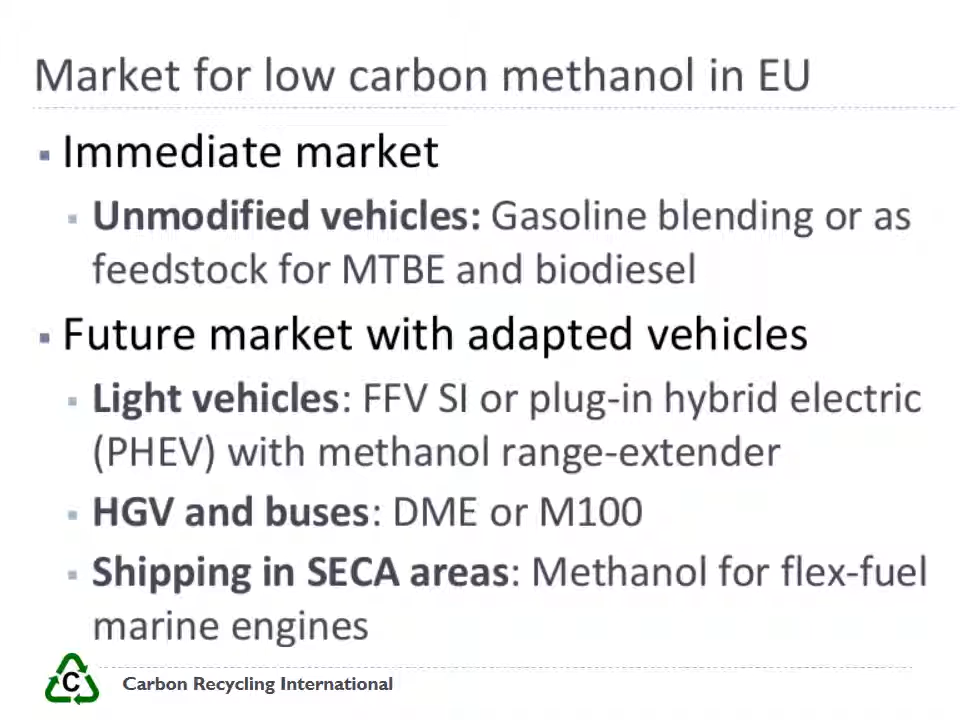 Market for low carbon methanol in EU
▪ Immediate market
▪ Unmodified vehicles: Gasoline blending or as
feedstock for MTBE and biodiesel
▪ Future market with adapted vehicles
▪ Light vehicles: FFV SI or plug-in hybrid electric
(PHEV) with methanol range-extender
▪ HGV and buses: DME or M100
▪ Shipping in SECA areas: Methanol for flex-fuel
marine engines
C
Carbon Recycling International